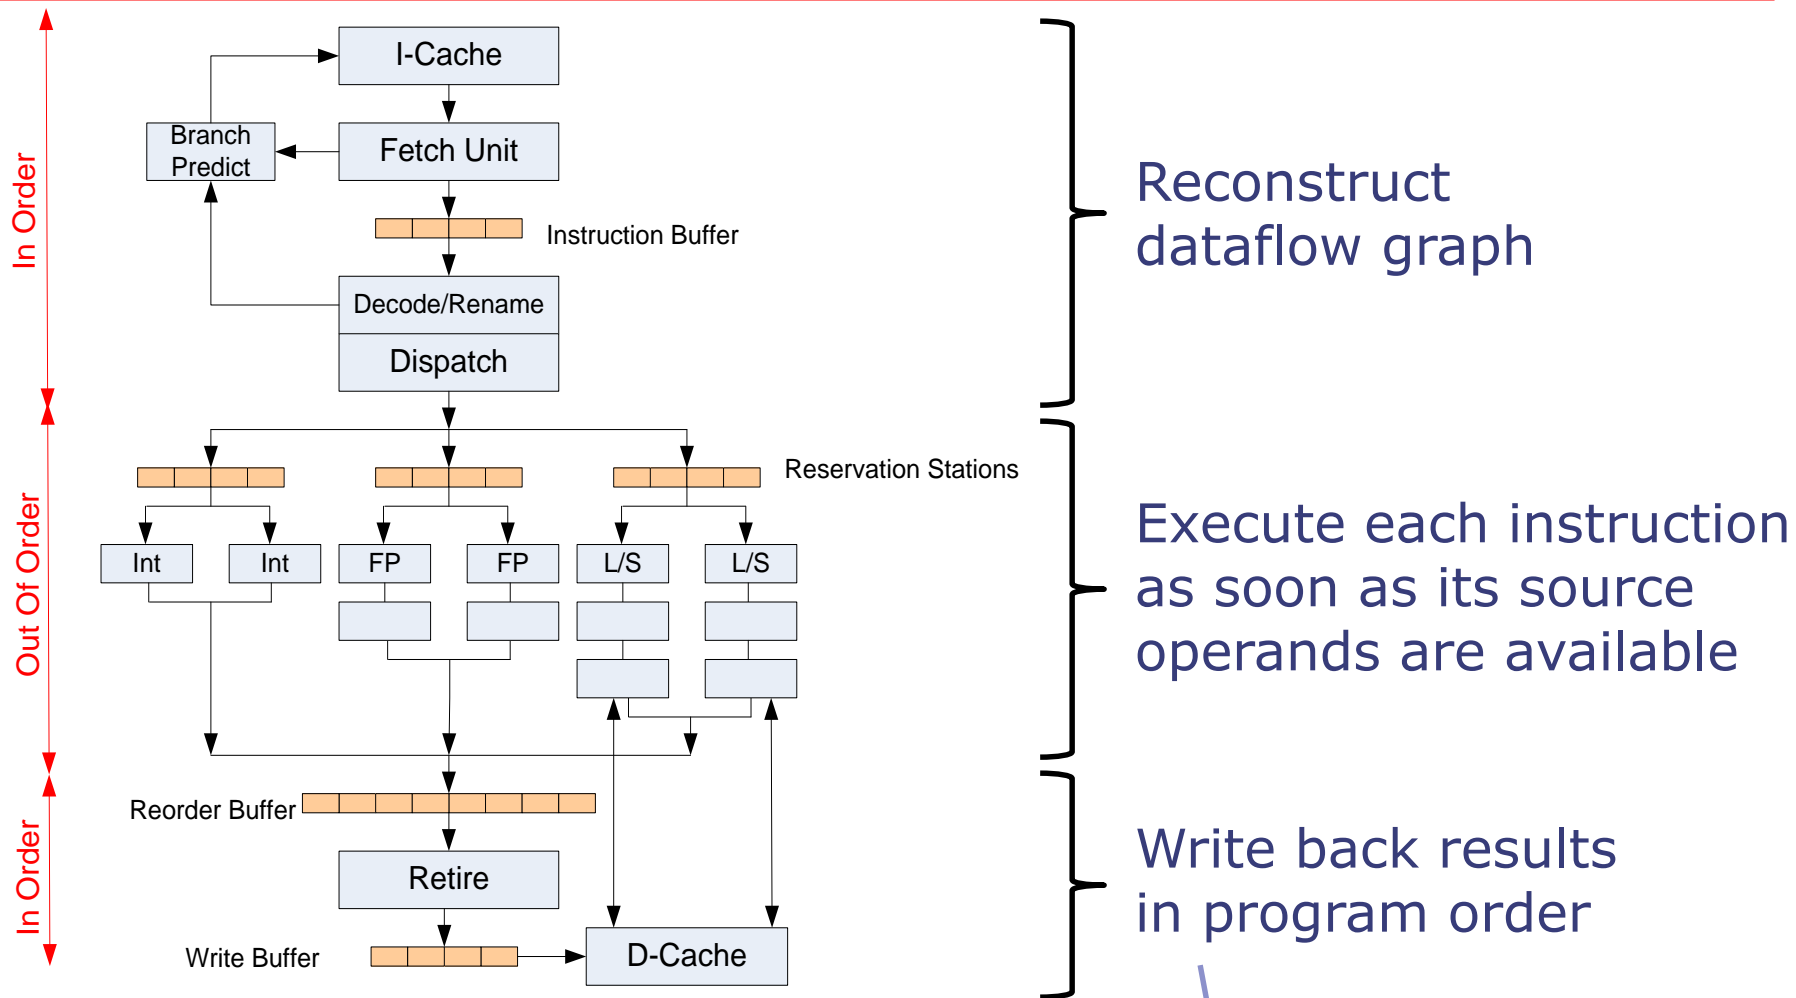 In Order
I-Cache
Branch
Predict
Fetch Unit
Instruction Buffer
Decode/Rename
Dispatch
Reconstruct
dataflow graph
Out Of Order
Reservation Stations
Int
Int
FP
FP
L/S
L/S
Execute each instruction
as soon as its source
operands are available
In Order
Reorder Buffer
Retire
Write Buffer
D-Cache
Write back results
in program order